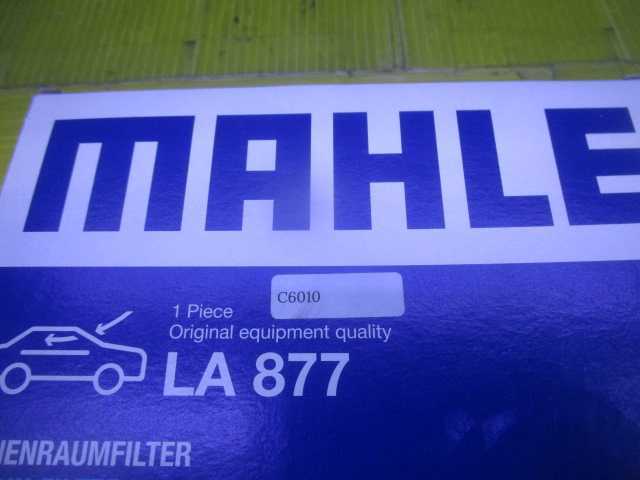 MAHLE
C6010
1 Piece
Original equipment quality
LA 877
NENRAUMFILTER